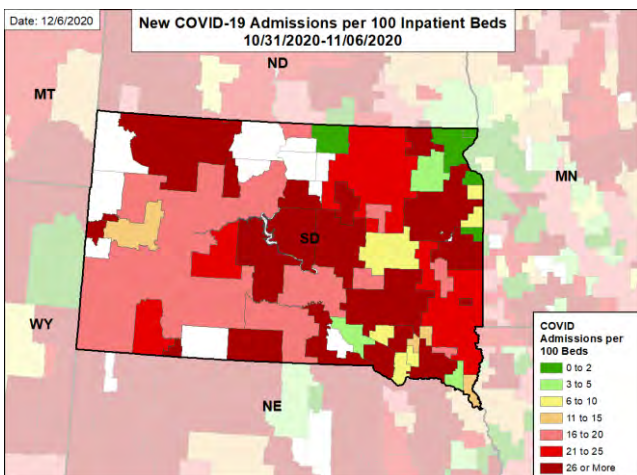 Date: 12/6/2020
New COVID-19 Admissions per 100 Inpatient Beds
10/31/2020-11/06/2020
ND
MT
MN
SD
WY
NE
COVID
Admissions per
100 Beds
0 to 2
3 to 5
6 to 10
11 to 15
16 to 20
21 to 25
26 or More